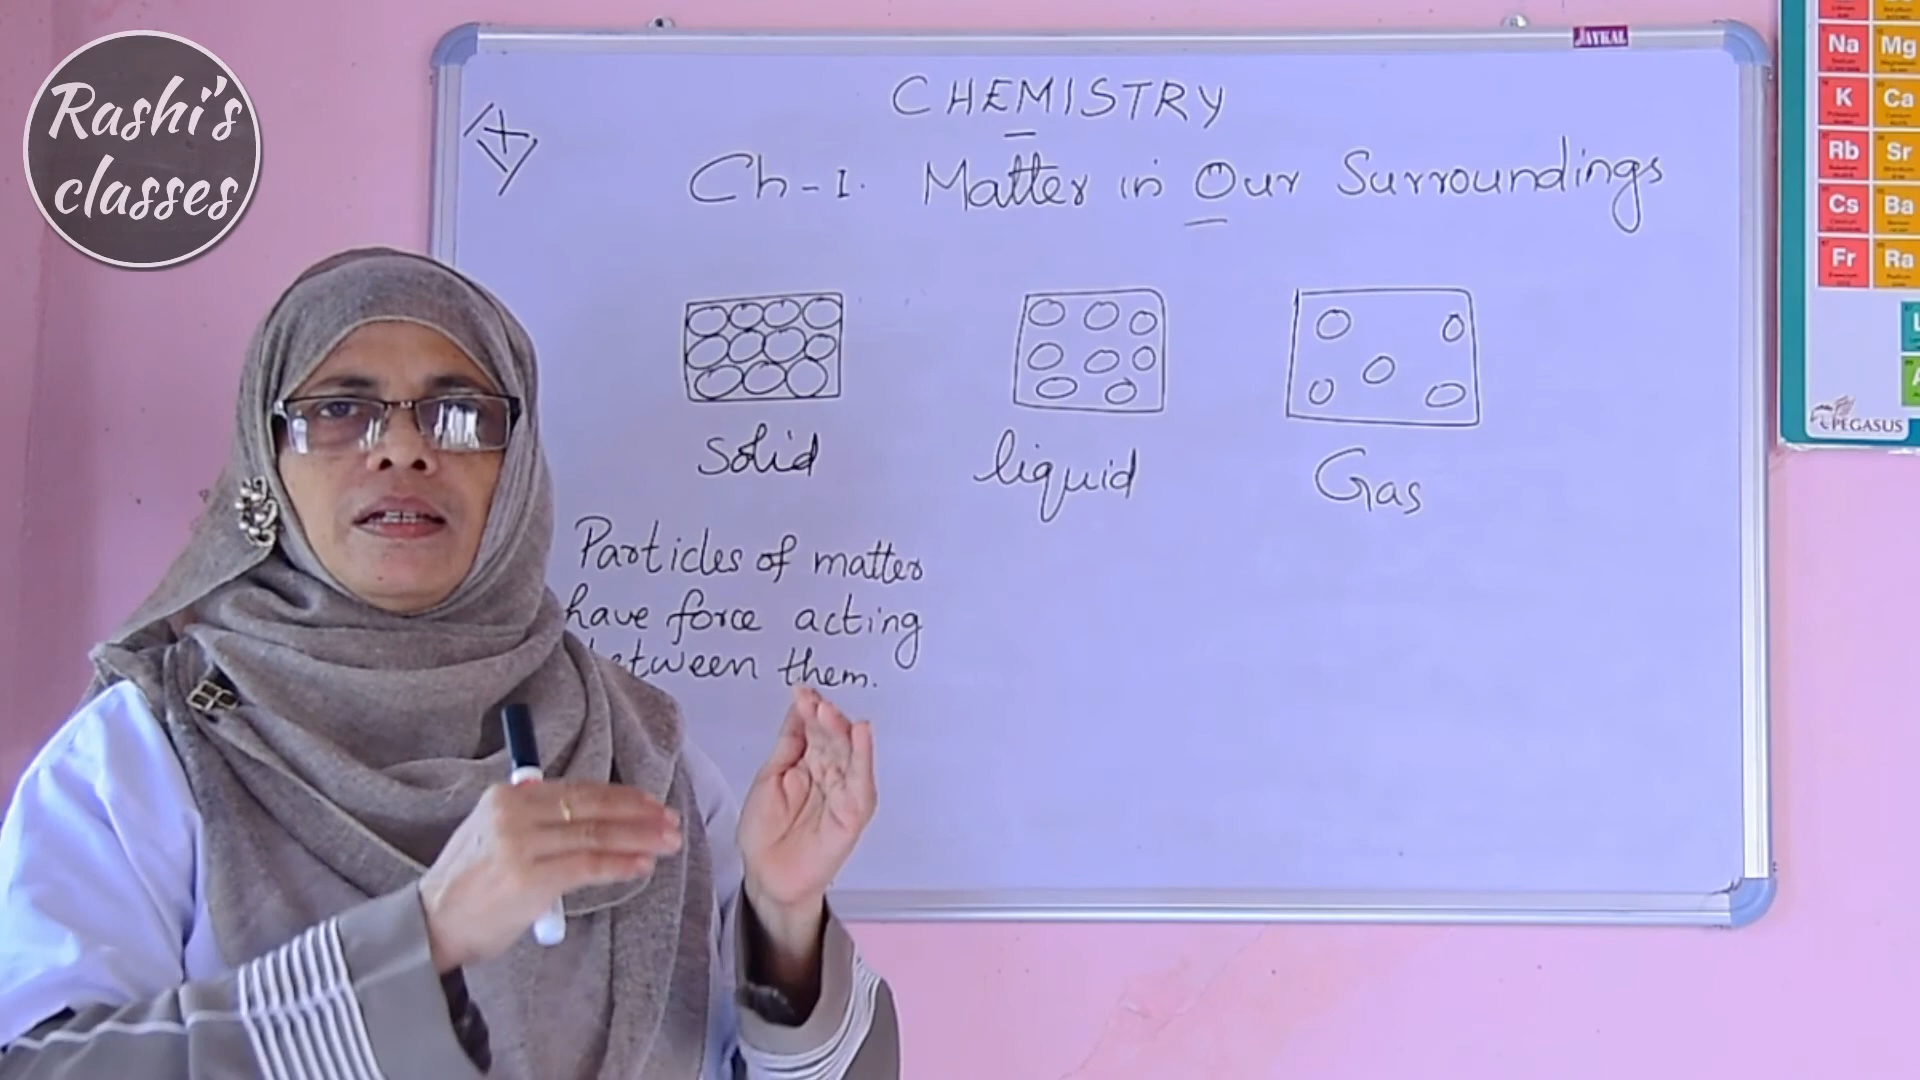 Rashi's
classes
JAYKAL
CHEMISTRY
IX
Ch-I. Matter in Our Surroundings
solid
liquid
Gas
Particles of matter
have force acting
between them.
Na Mg
K Ca
Rb Sr
Cs Ba
Fr Ra
PEGASUS